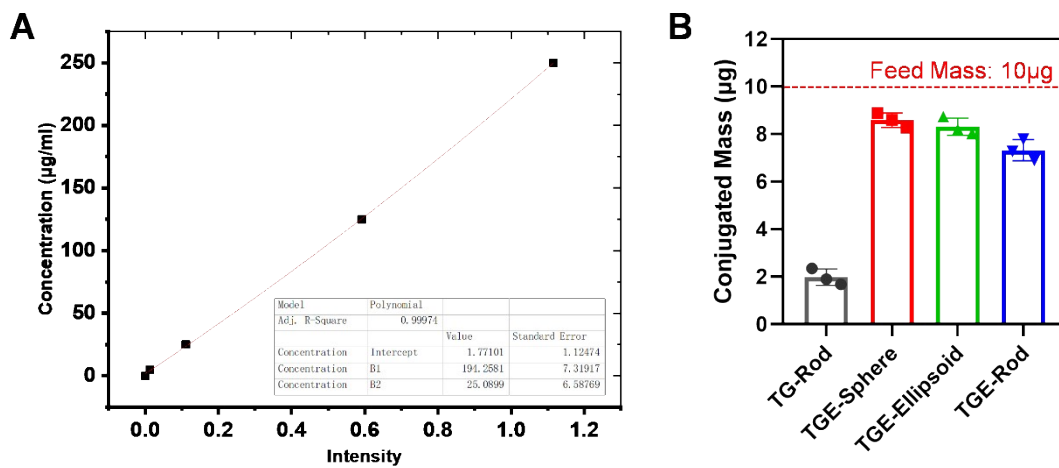 A
Concentration (μg/ml)
250
200
150
100
50
0
Model Polynomial
Adj. R-Square 0.99974
Value Standard Error
Concentration Intercept 1.77101 1.12474
Concentration B1 194.2581 7.31917
Concentration B2 25.0899 6.58769
0.0 0.2 0.4 0.6 0.8 1.0 1.2
Intensity
B
Conjugated Mass (μg)
12
10
8
6
4
2
0
Feed Mass: 10μg
TG-Rod
TGE-Sphere
TGE-Ellipsoid
TGE-Rod